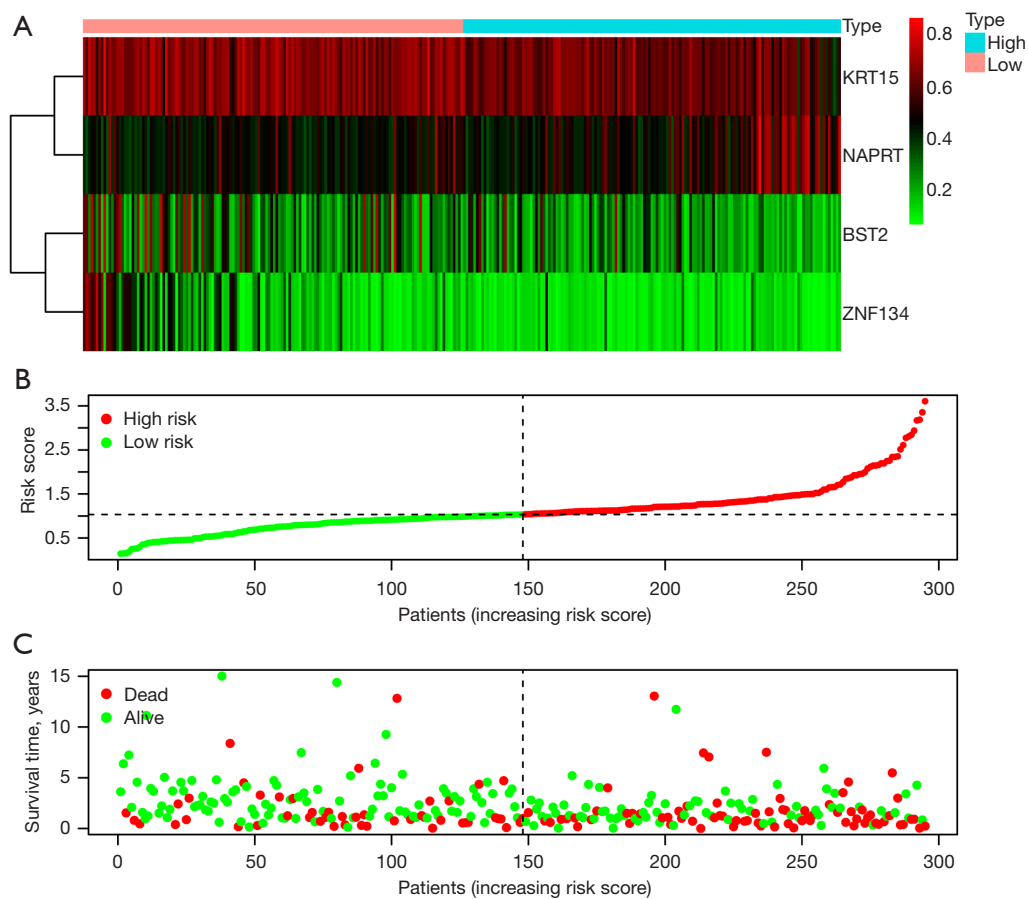 A
Type
KRT15
NAPRT
BST2
ZNF134
0.8
0.6
0.4
0.2
Type
High
Low
B
Risk score
3.5
2.5
1.5
0.5
High risk
Low risk
0 50 100 150 200 250 300
Patients (increasing risk score)
C
Survival time, years
15
10
5
0
Dead
Alive
0 50 100 150 200 250 300
Patients (increasing risk score)